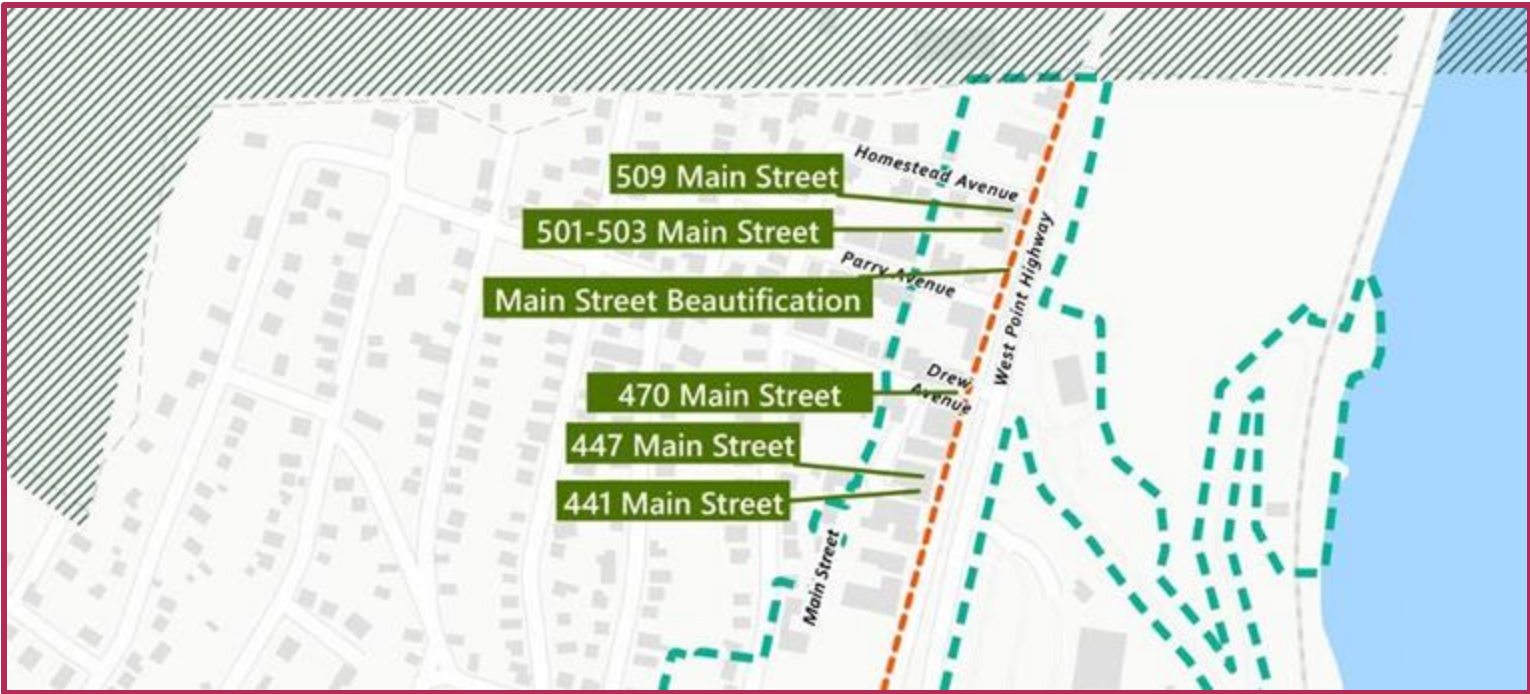 Homestead Avenue
509 Main Street
501-503 Main Street
West Point Highway
Parry Avenue
Main Street Beautification
Drew
Avenue
470 Main Street
447 Main Street
441 Main Street
Main Street